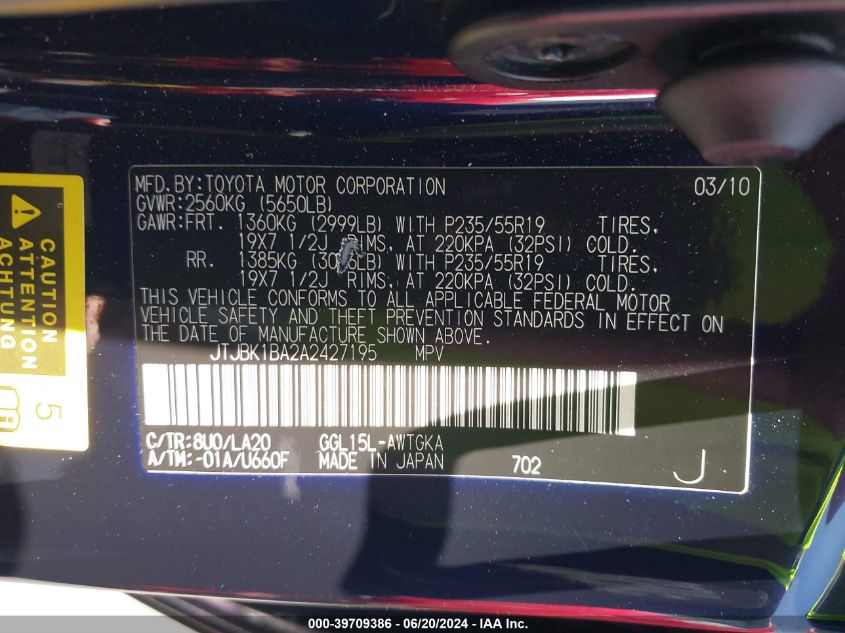 MFD.BY:TOYOTA MOTOR CORPORATION 03/10
GVWR:2560KG (5650LB)
GAWR:FRT. 1360KG (2999LB) WITH P235/55R19 TIRES,
19X7 1/2J RIMS, AT 220KPA (32PSI) COLD.
RR. 1385KG WITH P235/55R19 TIRES,
19X7 1/2J RIMS, AT 220KPA (32PSI) COLD.
THIS VEHICLE CONFORMS TO ALL APPLICABLE FEDERAL MOTOR
VEHICLE SAFETY AND THEFT PREVENTION STANDARDS IN EFFECT ON
THE DATE OF MANUFACTURE SHOWN ABOVE.
JTJBK1BA2A2427195 MPV
C/TR:8U0/LA20 GGL15L-AWTGKA
A/TM:-01A/U660F MADE IN JAPAN 702 J
CAUTION
ATTENTION
ACHTUNG
5
000-39709386 - 06/20/2024 - IAA Inc.